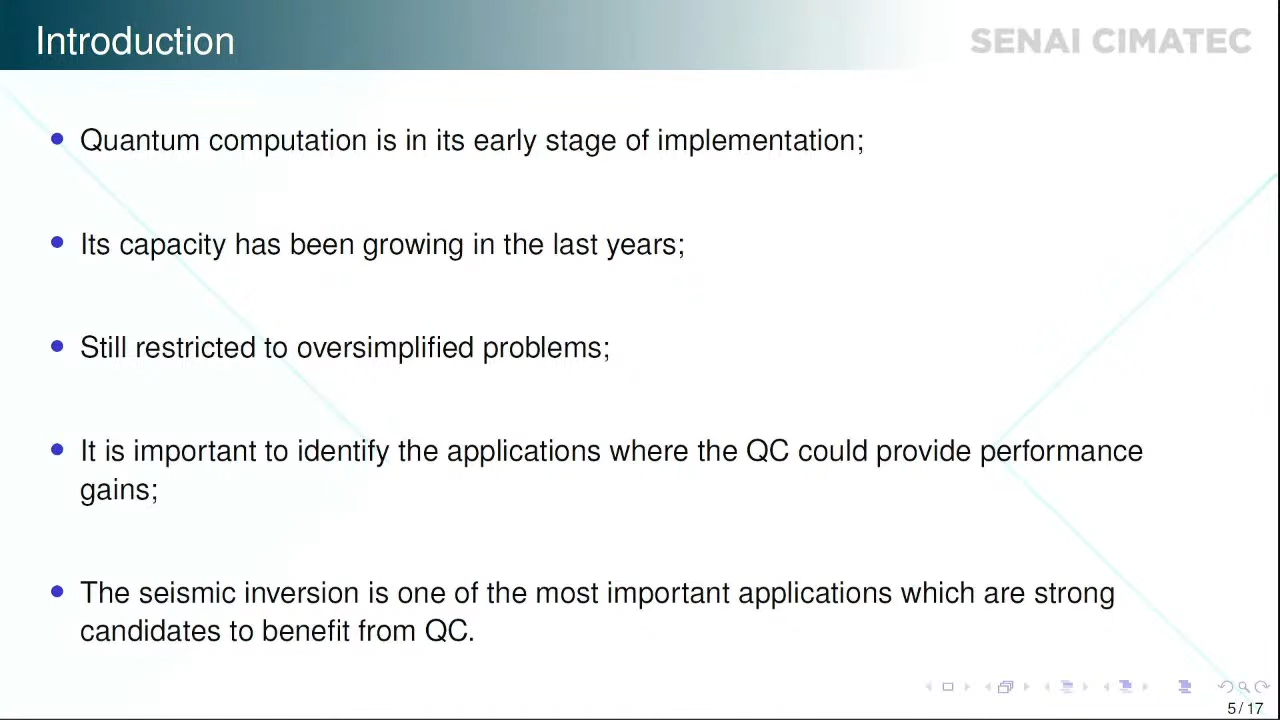 Introduction
SENAI CIMATEC
Quantum computation is in its early stage of implementation;
Its capacity has been growing in the last years;
Still restricted to oversimplified problems;
It is important to identify the applications where the QC could provide performance
gains;
The seismic inversion is one of the most important applications which are strong
candidates to benefit from QC.
5 / 17